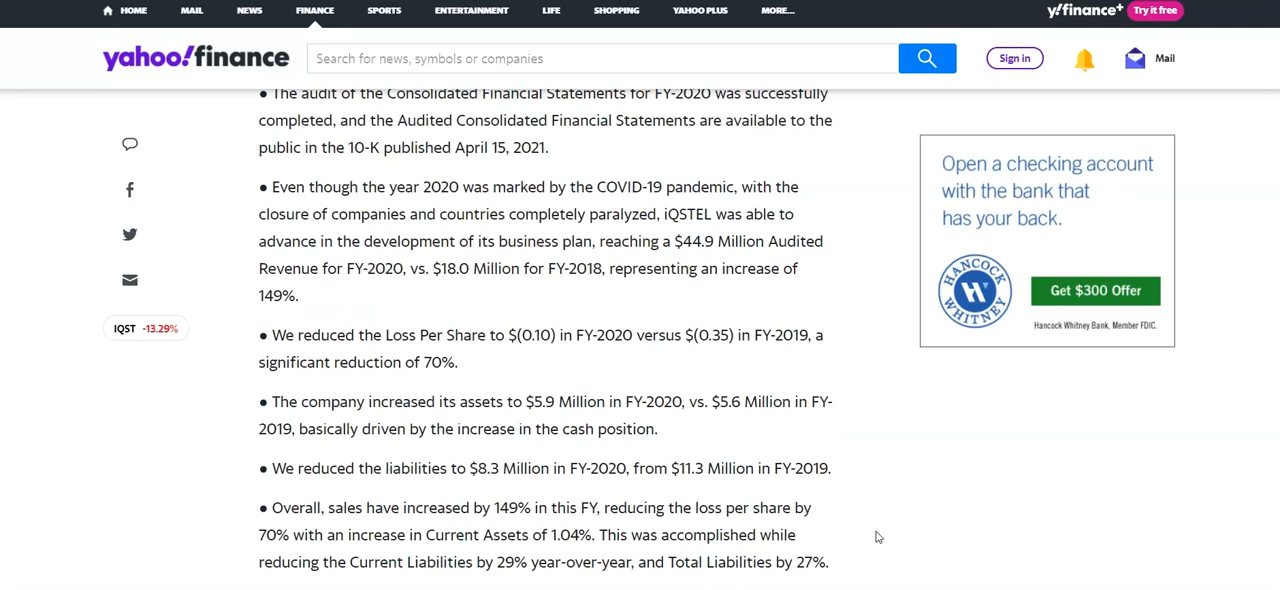 HOME MAIL NEWS FINANCE SPORTS ENTERTAINMENT LIFE SHOPPING YAHOO PLUS MORE... y!finance+ Try it free
yahoo!finance Search for news, symbols or companies Sign in Mail
● The audit of the Consolidated Financial Statements for FY-2020 was successfully
completed, and the Audited Consolidated Financial Statements are available to the
public in the 10-K published April 15, 2021.
● Even though the year 2020 was marked by the COVID-19 pandemic, with the
closure of companies and countries completely paralyzed, iQSTEL was able to
advance in the development of its business plan, reaching a $44.9 Million Audited
Revenue for FY-2020, vs. $18.0 Million for FY-2018, representing an increase of
149%.
● We reduced the Loss Per Share to $(0.10) in FY-2020 versus $(0.35) in FY-2019, a
significant reduction of 70%.
● The company increased its assets to $5.9 Million in FY-2020, vs. $5.6 Million in FY-
2019, basically driven by the increase in the cash position.
● We reduced the liabilities to $8.3 Million in FY-2020, from $11.3 Million in FY-2019.
● Overall, sales have increased by 149% in this FY, reducing the loss per share by
70% with an increase in Current Assets of 1.04%. This was accomplished while
reducing the Current Liabilities by 29% year-over-year, and Total Liabilities by 27%.
IQST -13.29%
Open a checking account
with the bank that
has your back.
HANCOCK WHITNEY
Get $300 Offer
Hancock Whitney Bank, Member FDIC.